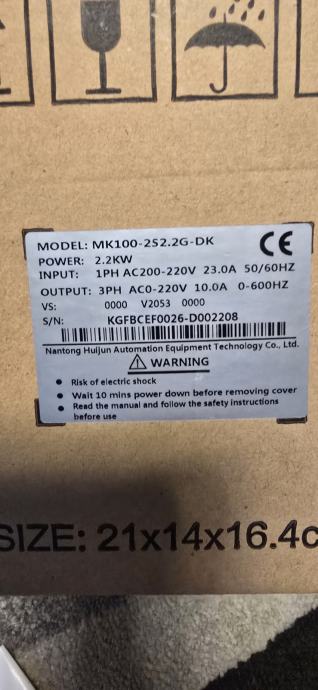 MODEL: MK100-2S2.2G-DK CE
POWER: 2.2KW
INPUT: 1PH AC200-220V 23.0A 50/60HZ
OUTPUT: 3PH AC0-220V 10.0A 0-600HZ
VS: 0000 V2053 0000
S/N: KGFBCEF0026-D002208
Nantong Huijun Automation Equipment Technology Co., Ltd.
WARNING
• Risk of electric shock
• Wait 10 mins power down before removing cover
• Read the manual and follow the safety instructions
before use
SIZE: 21x14x16.4c